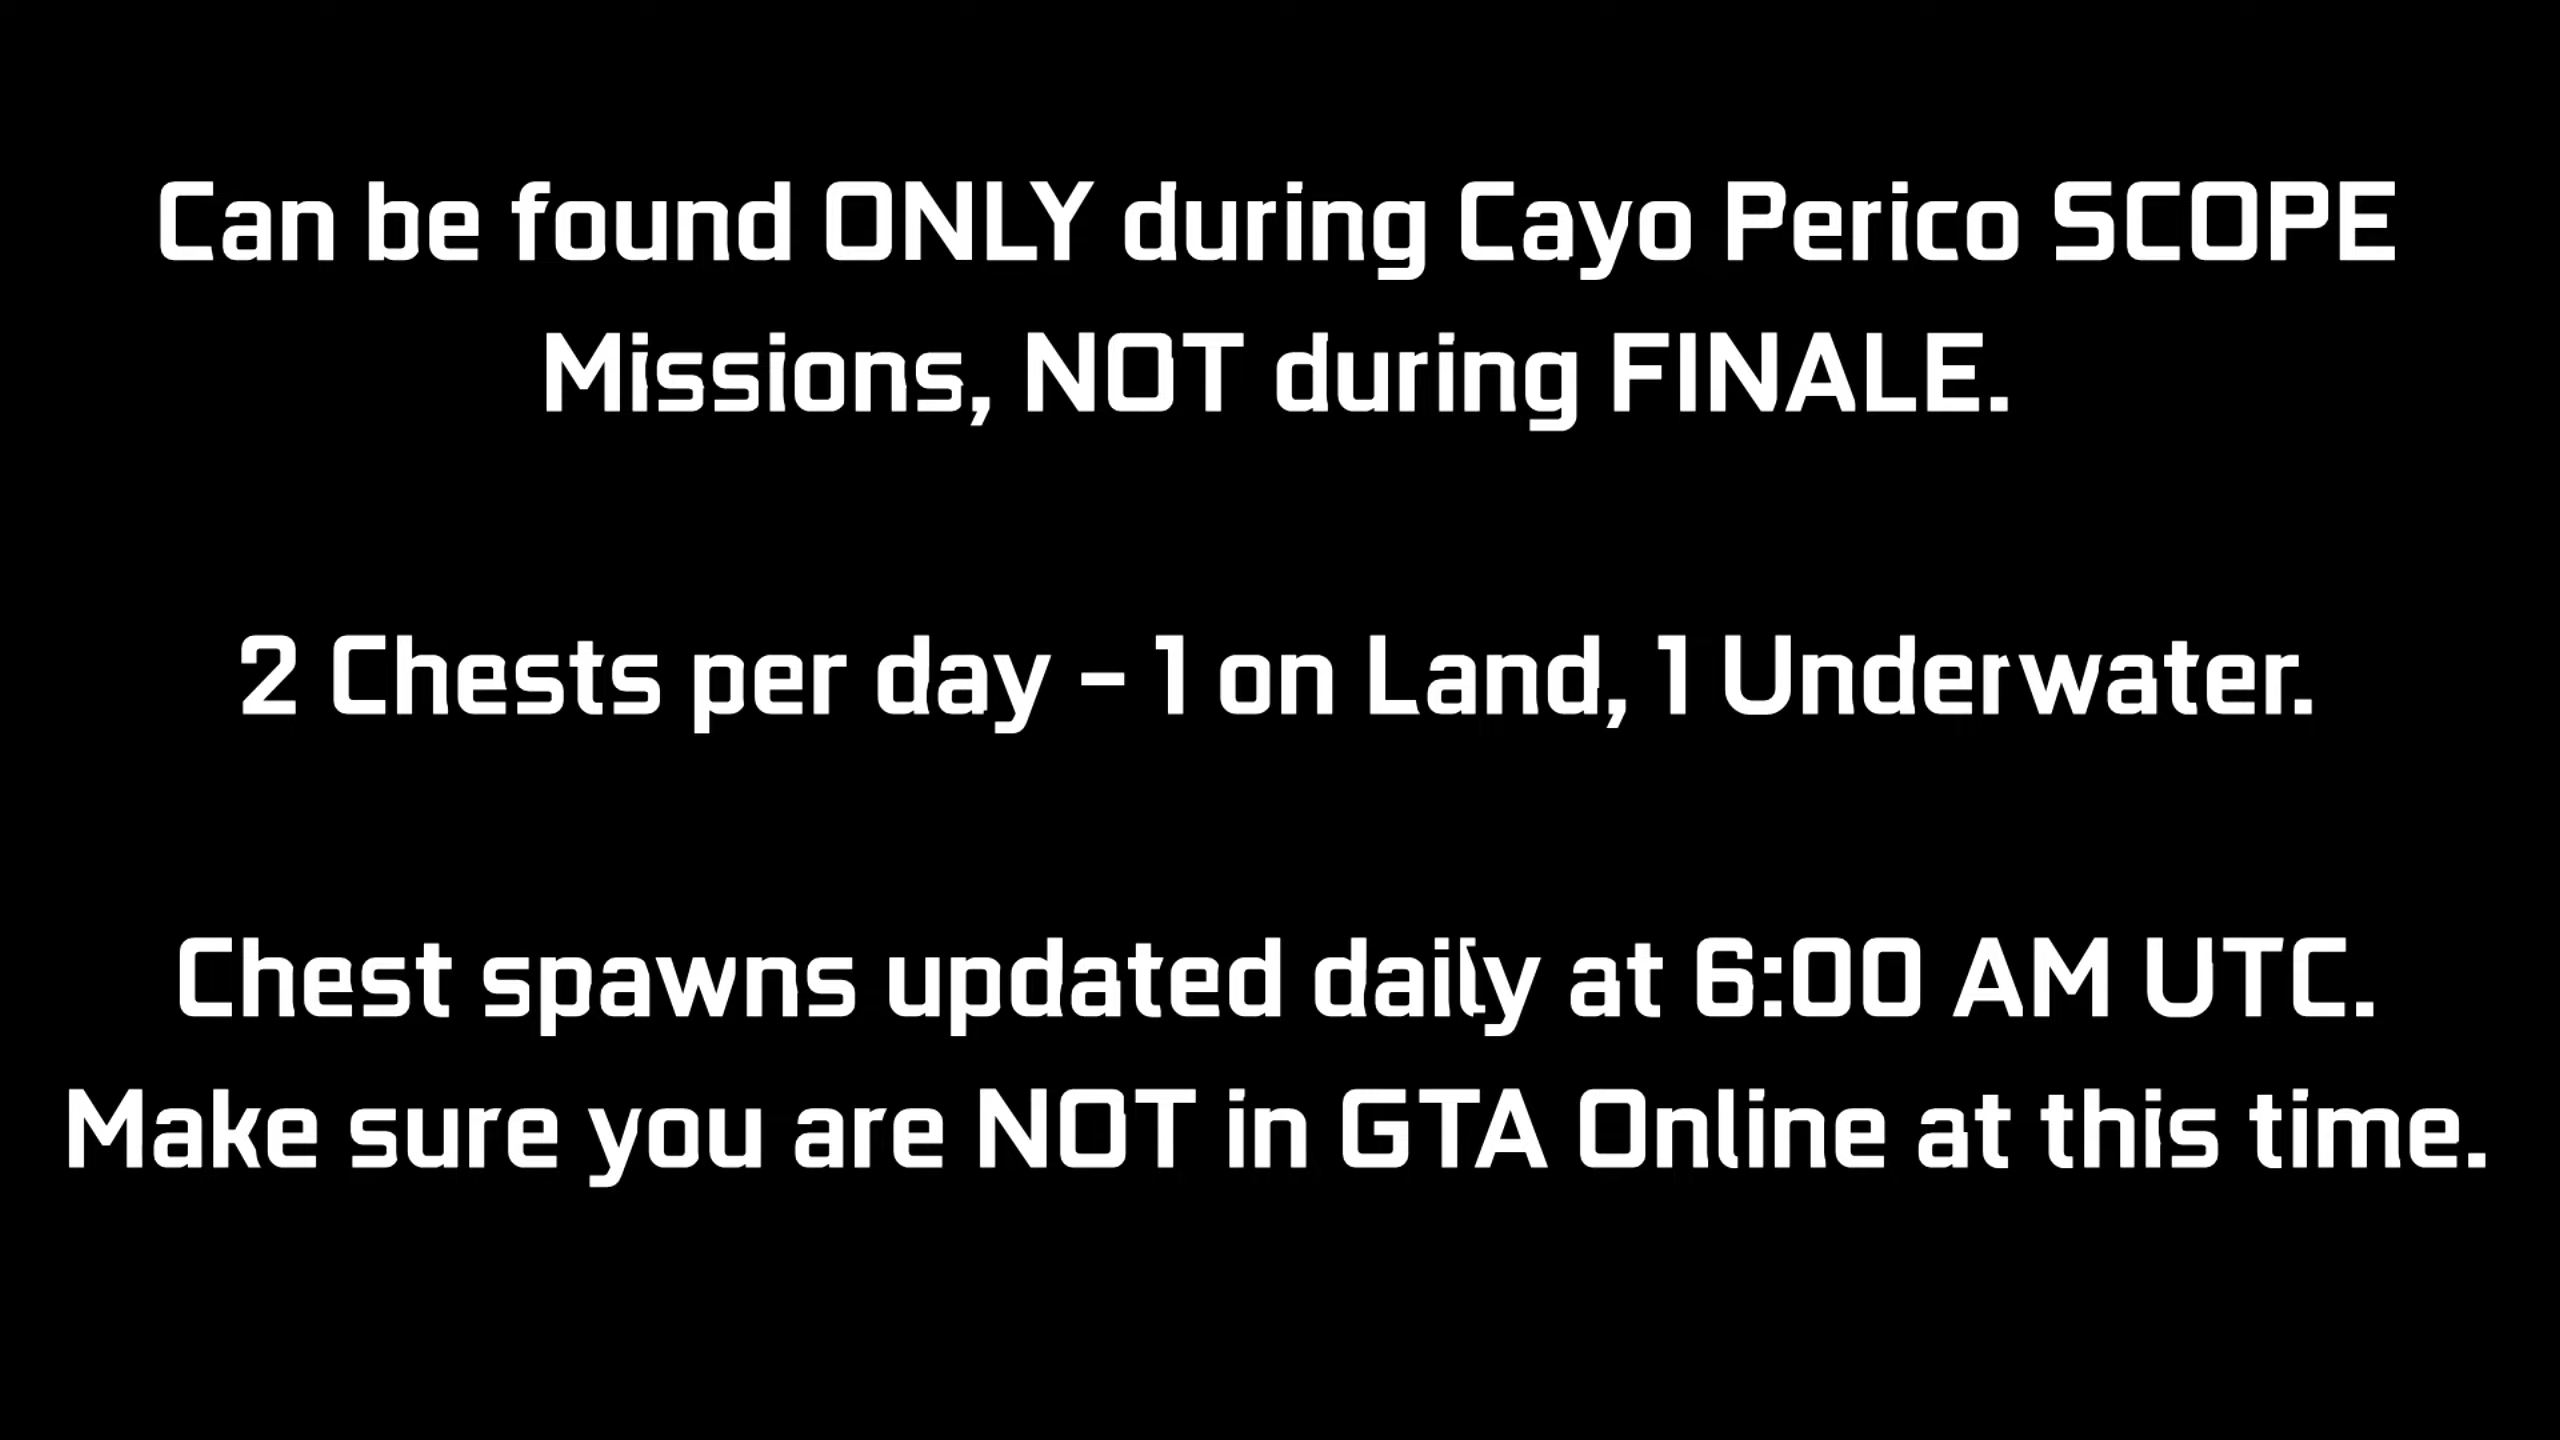 Can be found ONLY during Cayo Perico SCOPE
Missions, NOT during FINALE.
2 Chests per day – 1 on Land, 1 Underwater.
Chest spawns updated daily at 6:00 AM UTC.
Make sure you are NOT in GTA Online at this time.